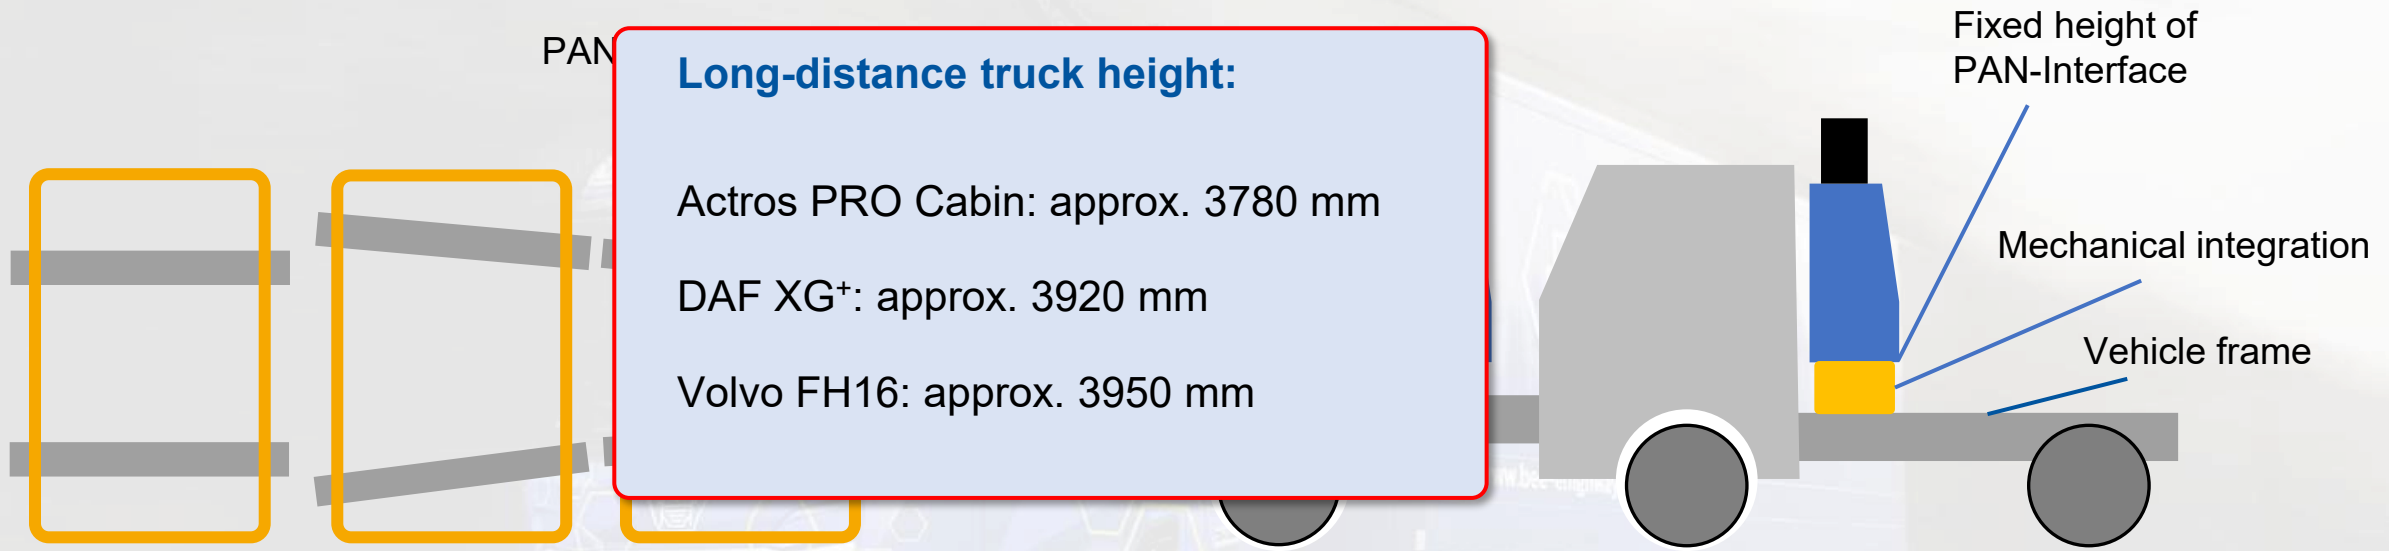 PAN
Long-distance truck height:
Actros PRO Cabin: approx. 3780 mm
DAF XG⁺: approx. 3920 mm
Volvo FH16: approx. 3950 mm
Fixed height of
PAN-Interface
Mechanical integration
Vehicle frame